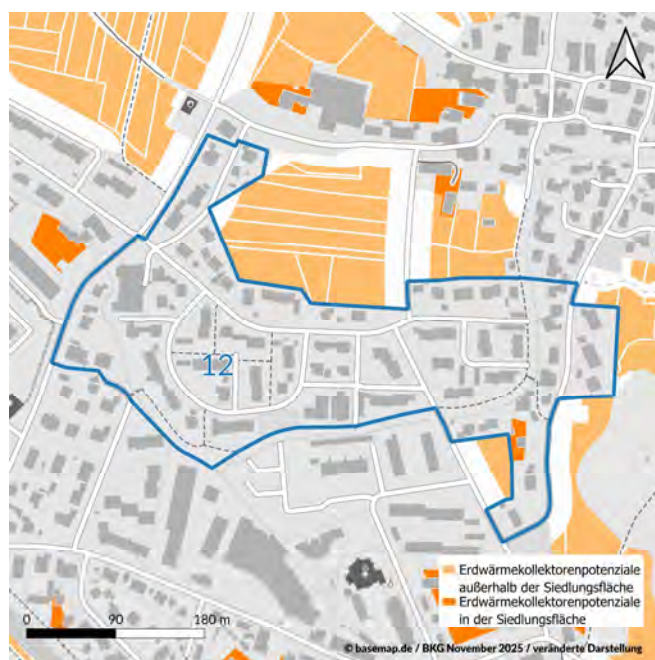 12
Erdwärmekollektorenpotenziale
außerhalb der Siedlungsfläche
Erdwärmekollektorenpotenziale
in der Siedlungsfläche
0 90 180 m
© basemap.de / BKG November 2025 / veränderte Darstellung